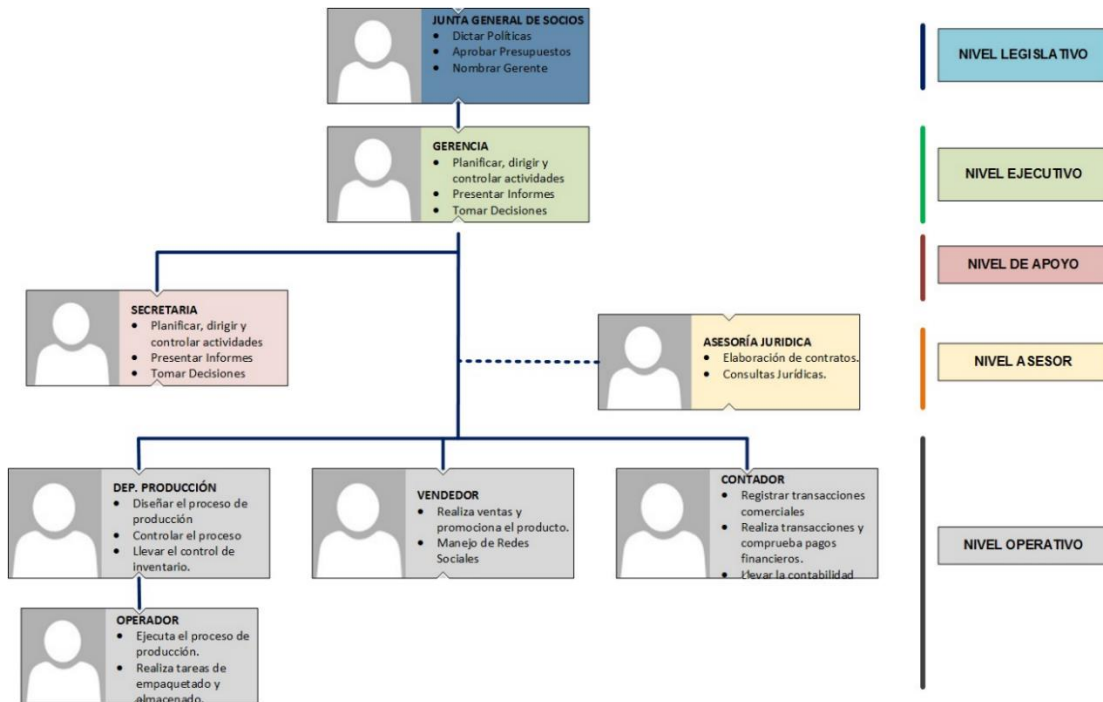 JUNTA GENERAL DE SOCIOS
• Dictar Políticas
• Aprobar Presupuestos
• Nombrar Gerente
NIVEL LEGISLATIVO
GERENCIA
• Planificar, dirigir y
controlar actividades
• Presentar Informes
• Tomar Decisiones
NIVEL EJECUTIVO
NIVEL DE APOYO
SECRETARIA
• Planificar, dirigir y
controlar actividades
• Presentar Informes
• Tomar Decisiones
ASESORÍA JURIDICA
• Elaboración de contratos.
• Consultas Jurídicas.
NIVEL ASESOR
DEP. PRODUCCIÓN
• Diseñar el proceso de
producción
• Controlar el proceso
• Llevar el control de
inventario.
VENDEDOR
• Realiza ventas y
promociona el producto.
• Manejo de Redes
Sociales
CONTADOR
• Registrar transacciones
comerciales
• Realiza transacciones y
comprueba pagos
financieros.
• Llevar la contabilidad
NIVEL OPERATIVO
OPERADOR
• Ejecuta el proceso de
producción.
• Realiza tareas de
empaquetado y
almacenado.